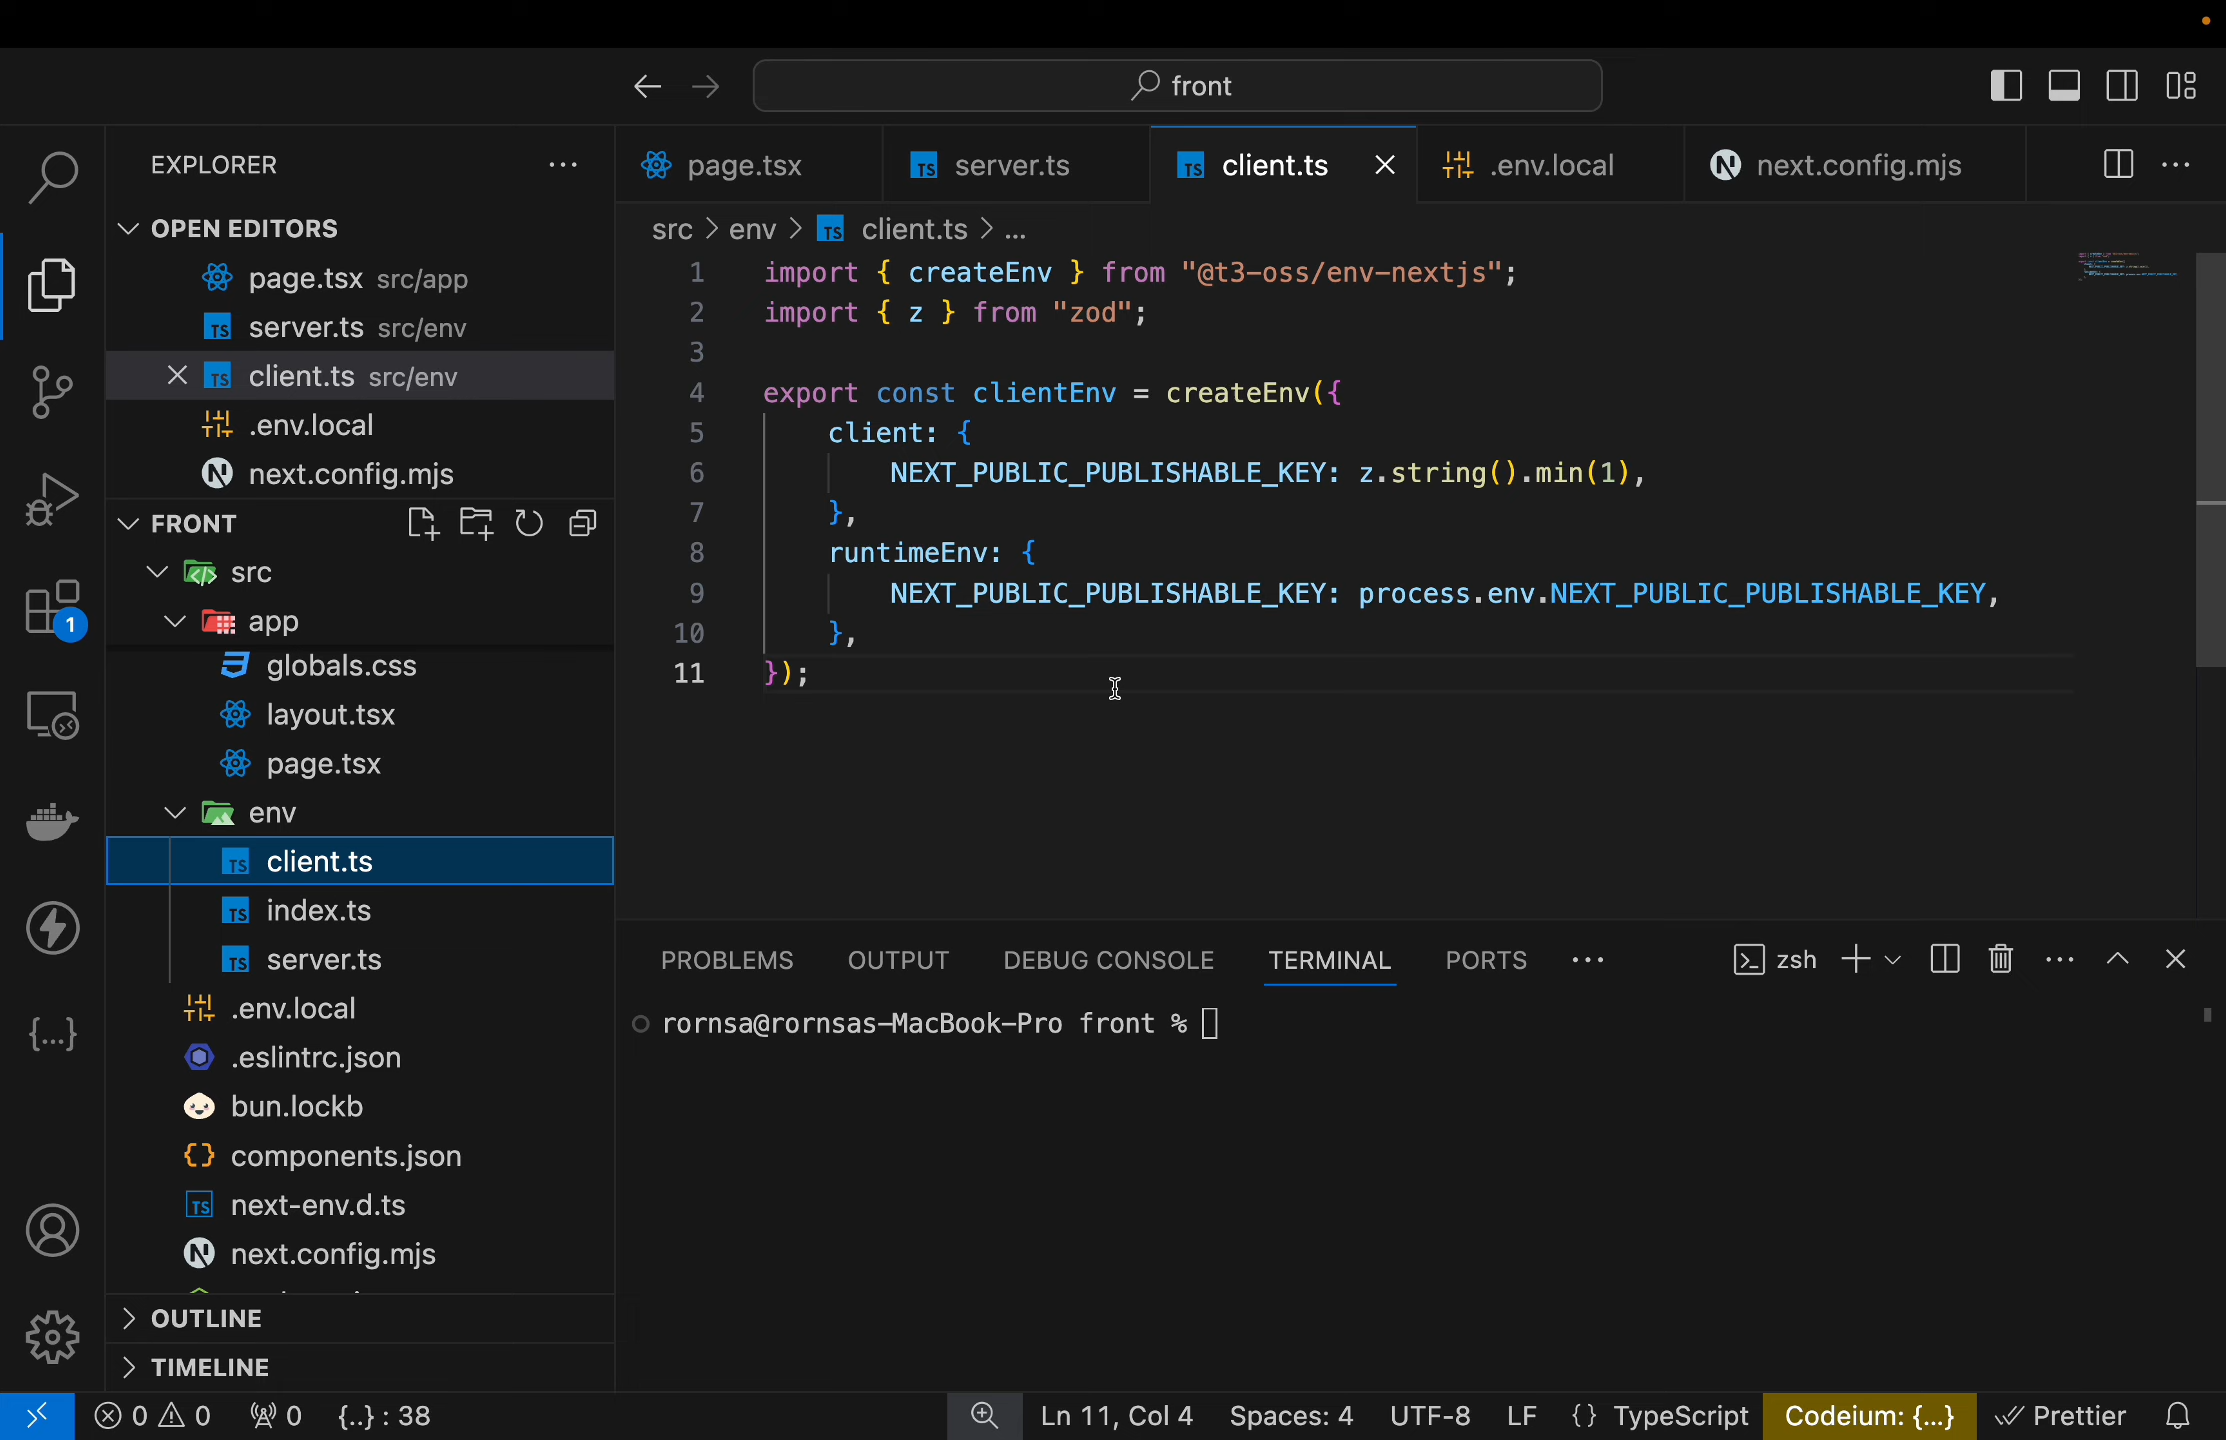 front
EXPLORER
OPEN EDITORS
page.tsx src/app
server.ts src/env
client.ts src/env
.env.local
next.config.mjs
FRONT
src
app
globals.css
layout.tsx
page.tsx
env
client.ts
index.ts
server.ts
.env.local
.eslintrc.json
bun.lockb
components.json
next-env.d.ts
next.config.mjs
OUTLINE
TIMELINE
1
page.tsx
server.ts
client.ts
.env.local
next.config.mjs
src > env > TS client.ts > ...
1 import { createEnv } from "@t3-oss/env-nextjs";
2 import { z } from "zod";
3
4 export const clientEnv = createEnv({
5 client: {
6 NEXT_PUBLIC_PUBLISHABLE_KEY: z.string().min(1),
7 },
8 runtimeEnv: {
9 NEXT_PUBLIC_PUBLISHABLE_KEY: process.env.NEXT_PUBLIC_PUBLISHABLE_KEY,
10 },
11 });
PROBLEMS OUTPUT DEBUG CONSOLE TERMINAL PORTS ... zsh
rornsa@rornsas-MacBook-Pro front %
0 0 0 {..} : 38 Ln 11, Col 4 Spaces: 4 UTF-8 LF {} TypeScript Codeium: {...} Prettier